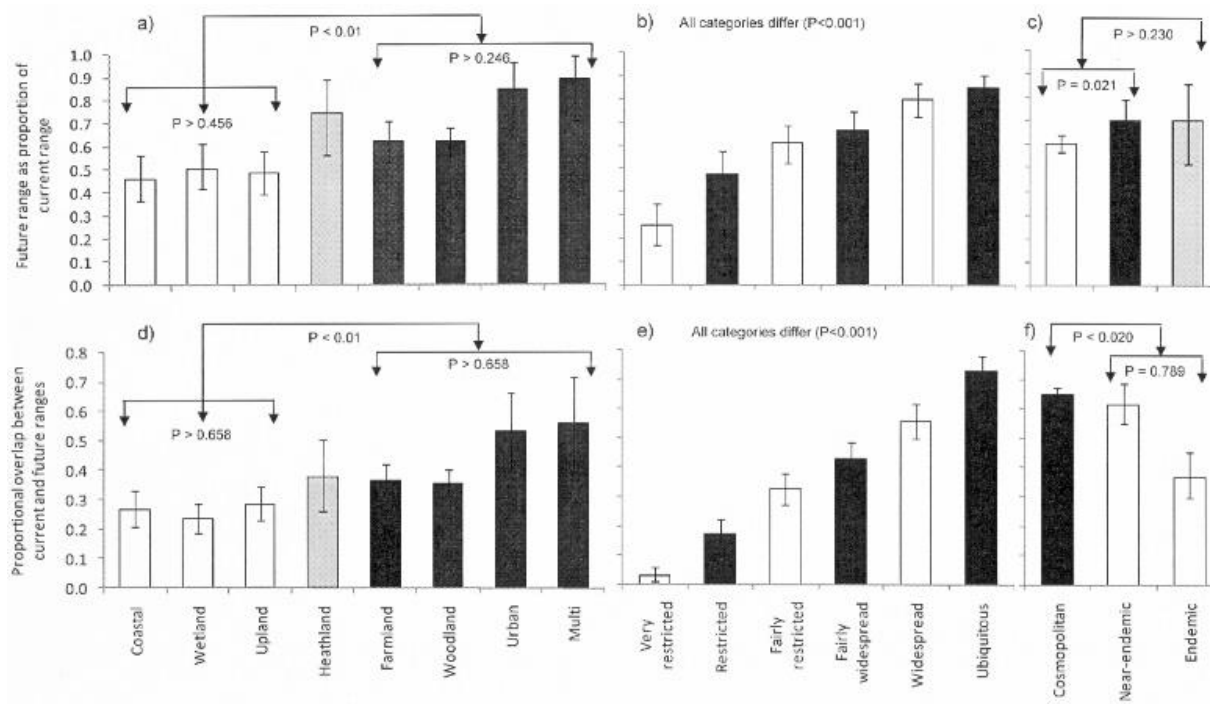 a)
P < 0.01
P > 0.246
P > 0.456
b)
All categories differ (P<0.001)
c)
P > 0.230
P = 0.021
Future range as proportion of
current range
1.0
0.9
0.8
0.7
0.6
0.5
0.4
0.3
0.2
0.1
0.0
d)
P < 0.01
P > 0.658
P > 0.658
e)
All categories differ (P<0.001)
f)
P < 0.020
P = 0.789
Proportional overlap between
current and future ranges
0.8
0.7
0.6
0.5
0.4
0.3
0.2
0.1
0.0
Coastal
Wetland
Upland
Heathland
Farmland
Woodland
Urban
Multi
Very
restricted
Restricted
Fairly
restricted
Fairly
widespread
Widespread
Ubiquitous
Cosmopolitan
Near-endemic
Endemic